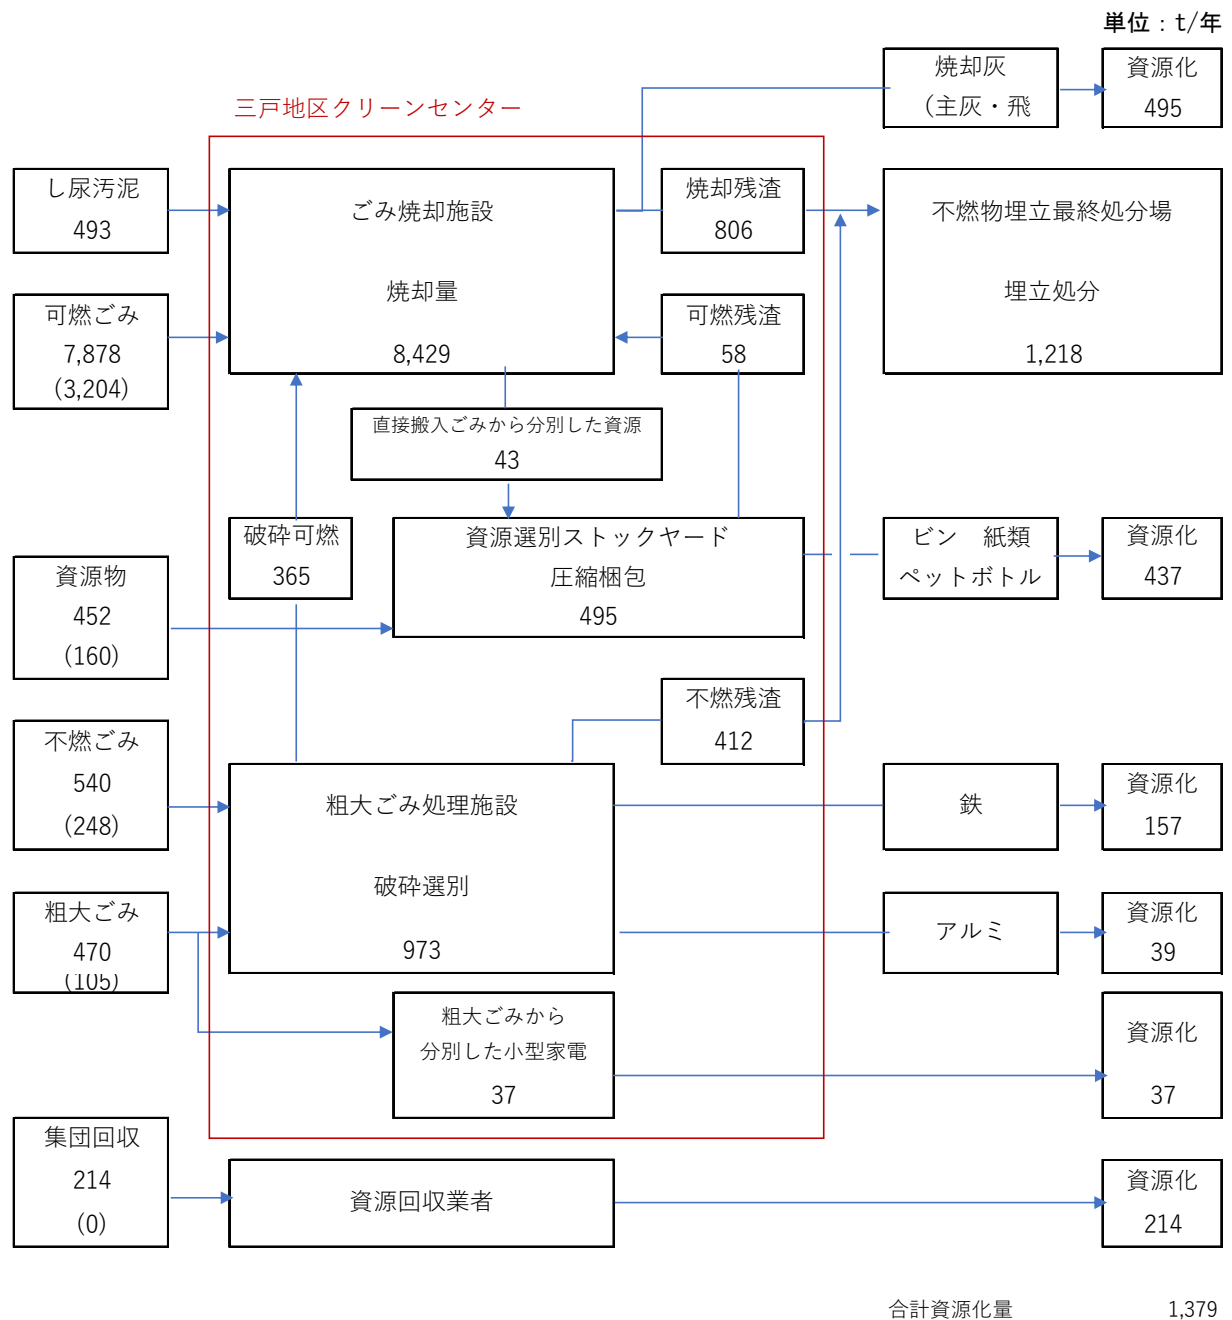 単位：t/年
焼却灰
（主灰・飛
資源化
495
三戸地区クリーンセンター
し尿汚泥
493
ごみ焼却施設
焼却量
8,429
焼却残渣
806
不燃物埋立最終処分場
埋立処分
1,218
可燃ごみ
7,878
(3,204)
可燃残渣
58
直接搬入ごみから分別した資源
43
破砕可燃
365
資源選別ストックヤード
圧縮梱包
495
ビン　紙類
ペットボトル
資源化
437
資源物
452
(160)
不燃残渣
412
不燃ごみ
540
(248)
粗大ごみ処理施設
破砕選別
973
鉄
資源化
157
粗大ごみ
470
(105)
アルミ
資源化
39
粗大ごみから
分別した小型家電
37
資源化
37
集団回収
214
(0)
資源回収業者
資源化
214
合計資源化量　1,379